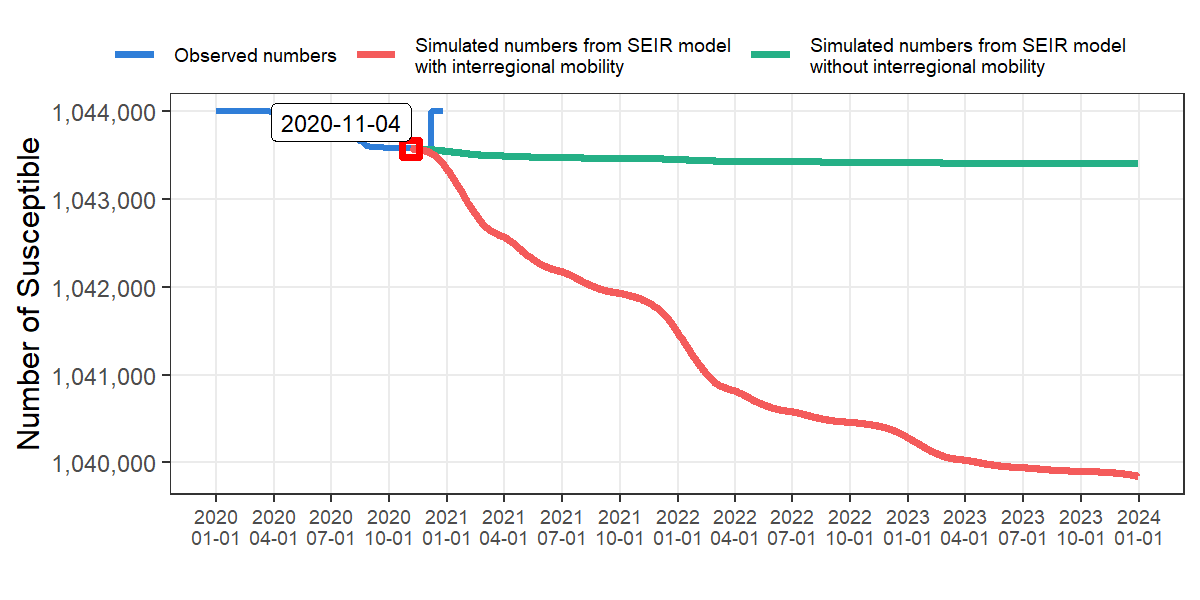 Observed numbers
Simulated numbers from SEIR model
with interregional mobility
Simulated numbers from SEIR model
without interregional mobility
Number of Susceptible
1,044,000
1,043,000
1,042,000
1,041,000
1,040,000
2020-11-04
2020 2020 2020 2020 2021 2021 2021 2021 2022 2022 2022 2022 2023 2023 2023 2023 2024
01-01 04-01 07-01 10-01 01-01 04-01 07-01 10-01 01-01 04-01 07-01 10-01 01-01 04-01 07-01 10-01 01-01